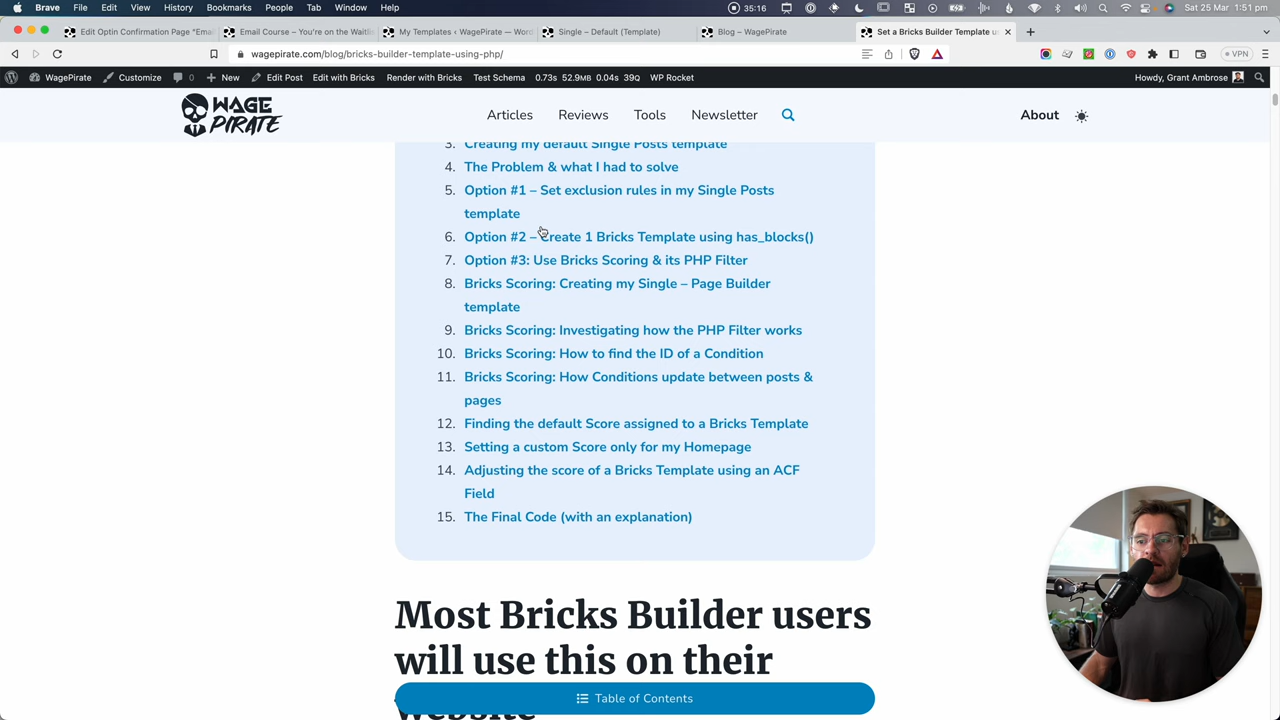 Brave File Edit View History Bookmarks People Tab Window Help 35:16 Sat 25 Mar 1:51 pm
Edit Optin Confirmation Page "Emai
Email Course – You're on the Waitlis
My Templates ‹ WagePirate — Word
Single – Default (Template)
Blog – WagePirate
Set a Bricks Builder Template u
wagepirate.com/blog/bricks-builder-template-using-php/
VPN
WagePirate Customize 0 New Edit Post Edit with Bricks Render with Bricks Test Schema 0.73s 52.9MB 0.04s 39Q WP Rocket Howdy, Grant Ambrose
WAGE
PIRATE
Articles Reviews Tools Newsletter About
3. Creating my default Single Posts template
4. The Problem & what I had to solve
5. Option #1 – Set exclusion rules in my Single Posts
template
6. Option #2 – Create 1 Bricks Template using has_blocks()
7. Option #3: Use Bricks Scoring & its PHP Filter
8. Bricks Scoring: Creating my Single – Page Builder
template
9. Bricks Scoring: Investigating how the PHP Filter works
10. Bricks Scoring: How to find the ID of a Condition
11. Bricks Scoring: How Conditions update between posts &
pages
12. Finding the default Score assigned to a Bricks Template
13. Setting a custom Score only for my Homepage
14. Adjusting the score of a Bricks Template using an ACF
Field
15. The Final Code (with an explanation)
Most Bricks Builder users
will use this on their
website
Table of Contents